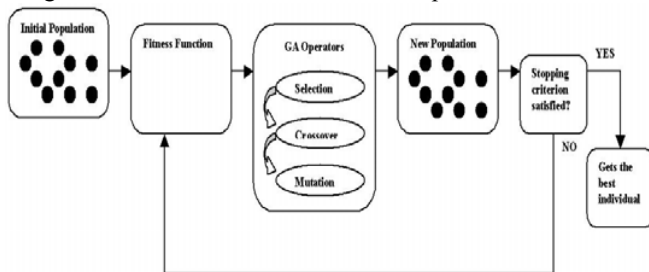 Initial Population
Fitness Function
GA Operators
Selection
Crossover
Mutation
New Population
Stopping
criterion
satisfied?
YES
NO
Gets the
best
individual